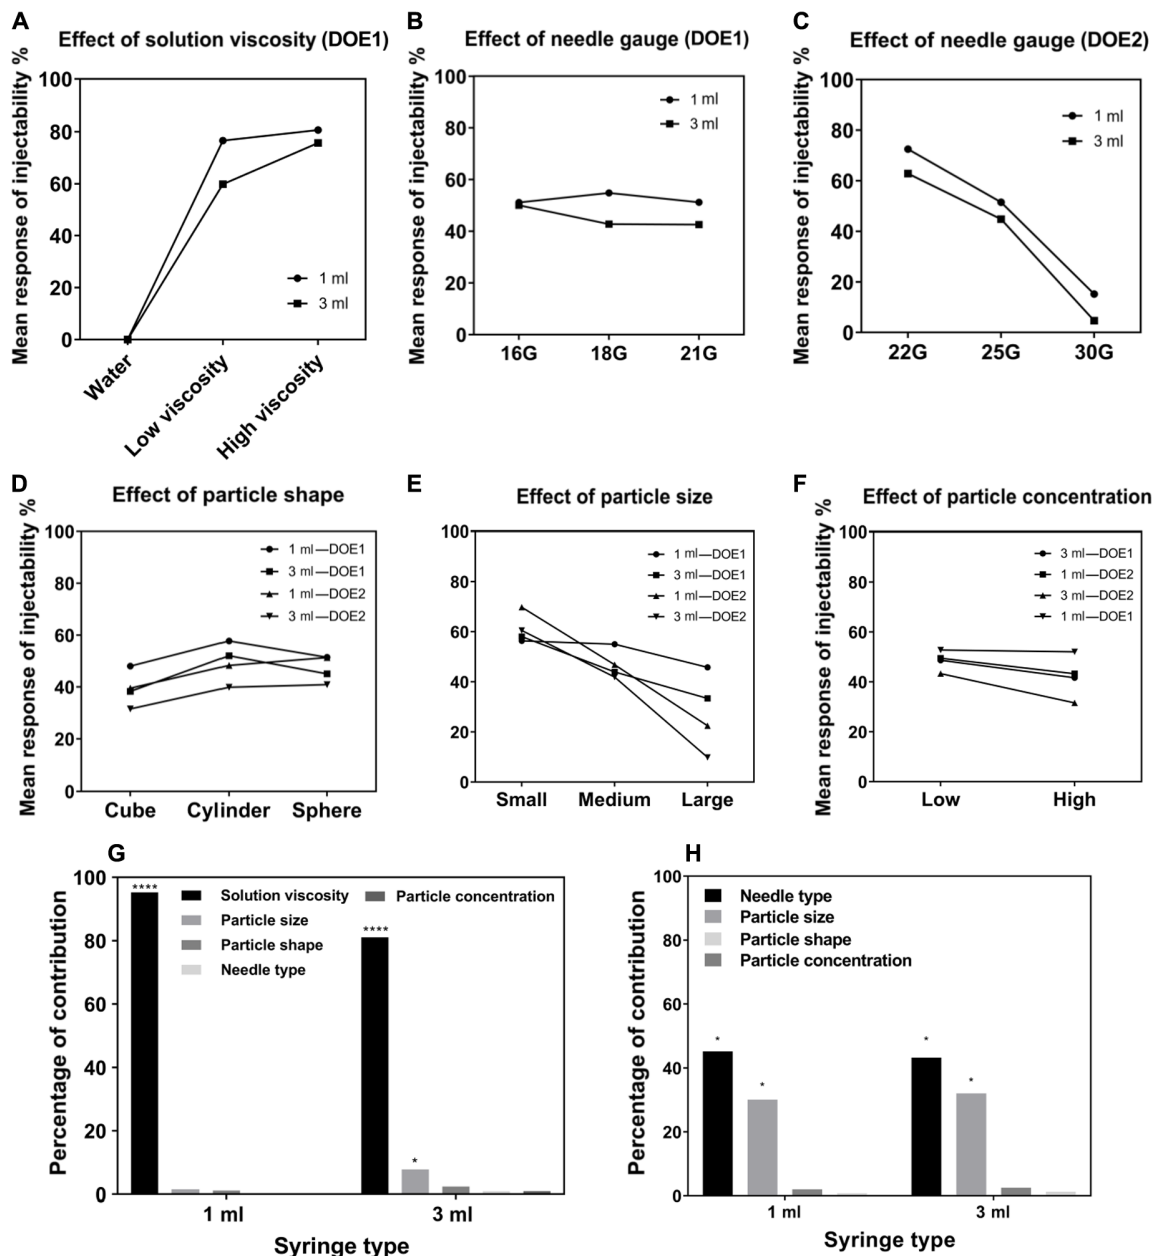 A
Effect of solution viscosity (DOE1)
Mean response of injectability %
100
80
60
40
20
0
1 ml
3 ml
Water
Low viscosity
High viscosity
B
Effect of needle gauge (DOE1)
Mean response of injectability %
100
80
60
40
20
0
1 ml
3 ml
16G 18G 21G
C
Effect of needle gauge (DOE2)
Mean response of injectability %
100
80
60
40
20
0
1 ml
3 ml
22G 25G 30G
D
Effect of particle shape
Mean response of injectability %
100
80
60
40
20
0
1 ml—DOE1
3 ml—DOE1
1 ml—DOE2
3 ml—DOE2
Cube Cylinder Sphere
E
Effect of particle size
100
80
60
40
20
0
1 ml—DOE1
3 ml—DOE1
1 ml—DOE2
3 ml—DOE2
Small Medium Large
F
Effect of particle concentration
Mean response of injectability %
100
80
60
40
20
0
3 ml—DOE1
1 ml—DOE2
3 ml—DOE2
1 ml—DOE1
Low High
G
Percentage of contribution
100
80
60
40
20
0
****
Solution viscosity
Particle concentration
Particle size
Particle shape
Needle type
****
*
1 ml 3 ml
Syringe type
H
Percentage of contribution
100
80
60
40
20
0
Needle type
Particle size
Particle shape
Particle concentration
*
*
*
*
1 ml 3 ml
Syringe type